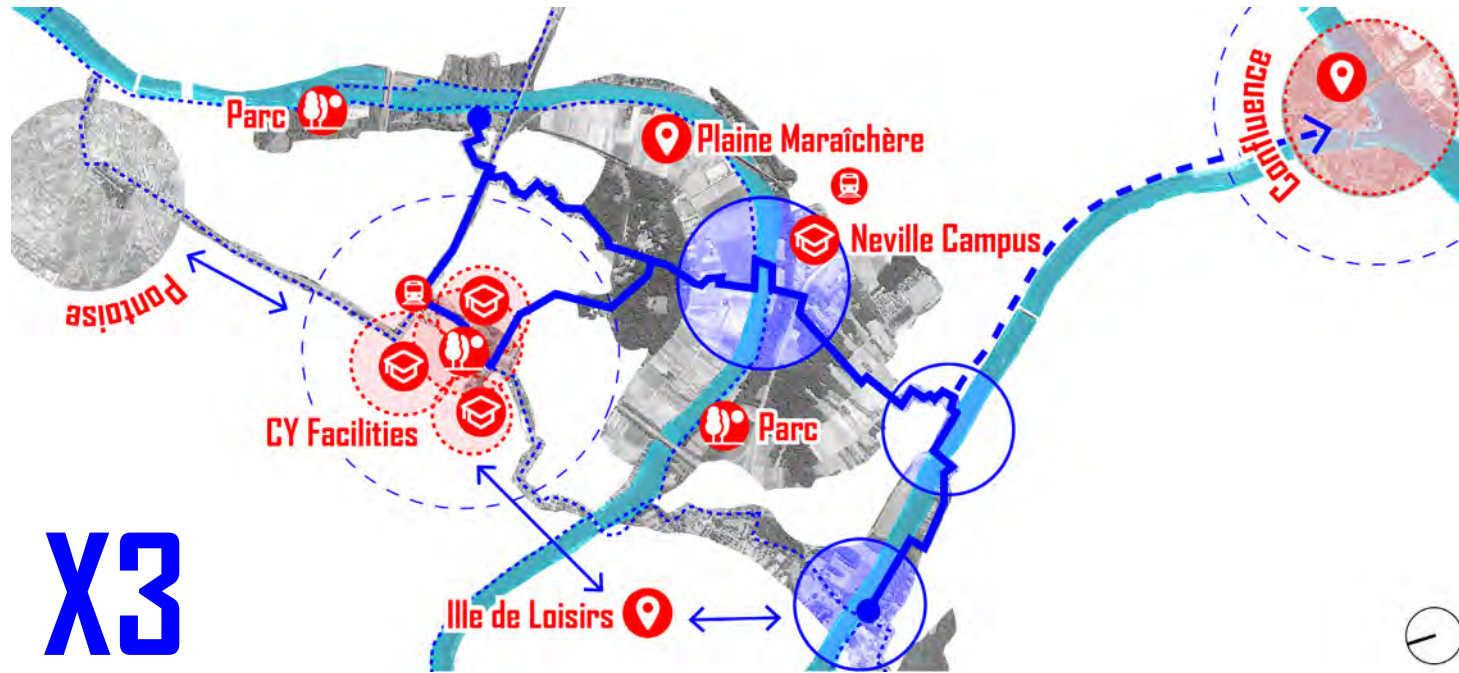 Parc
Plaine Maraîchère
Confluence
Neville Campus
Pontoise
CY Facilities
Parc
Ille de Loisirs
X3